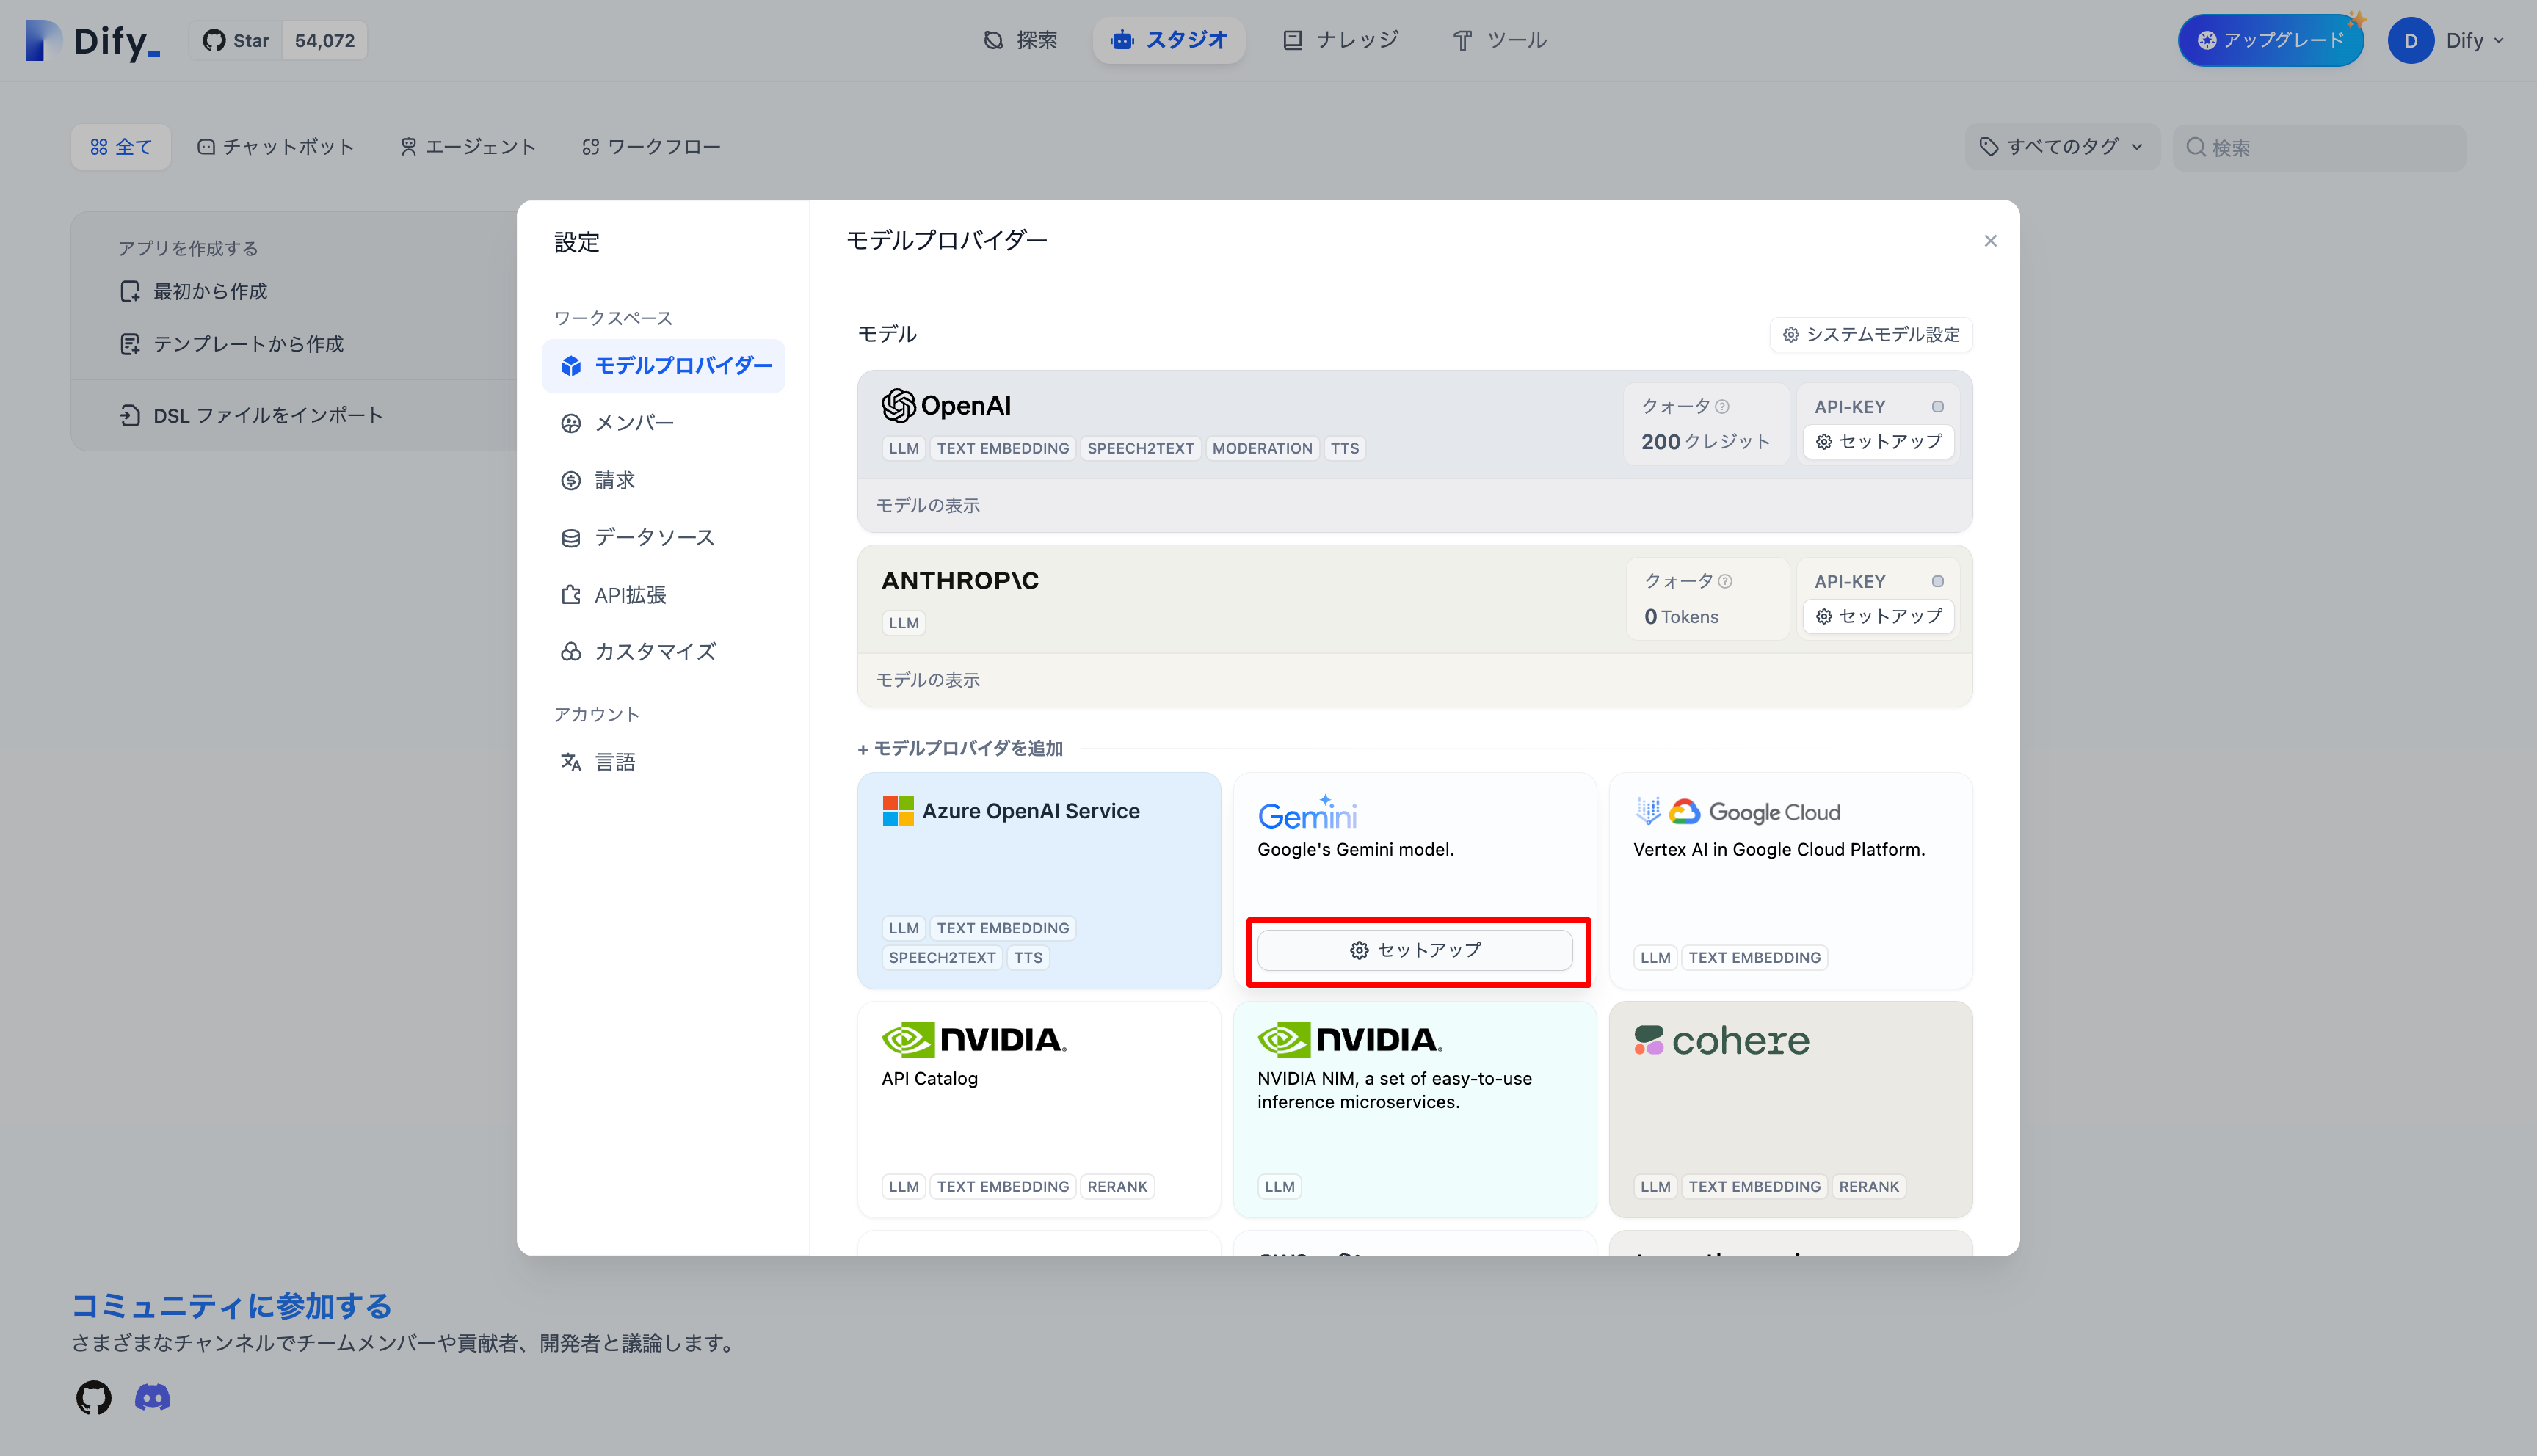 Dify_
Star 54,072
探索
スタジオ
ナレッジ
ツール
アップグレード
D
Dify
全て
チャットボット
エージェント
ワークフロー
すべてのタグ
検索
アプリを作成する
最初から作成
テンプレートから作成
DSL ファイルをインポート
設定
ワークスペース
モデルプロバイダー
メンバー
請求
データソース
API拡張
カスタマイズ
アカウント
言語
モデルプロバイダー
モデル
システムモデル設定
OpenAI
LLM TEXT EMBEDDING SPEECH2TEXT MODERATION TTS
クォータ
200 クレジット
API-KEY
セットアップ
モデルの表示
ANTHROP\C
LLM
クォータ
0 Tokens
API-KEY
セットアップ
モデルの表示
+ モデルプロバイダを追加
Azure OpenAI Service
LLM TEXT EMBEDDING
SPEECH2TEXT TTS
Gemini
Google's Gemini model.
セットアップ
Google Cloud
Vertex AI in Google Cloud Platform.
LLM TEXT EMBEDDING
NVIDIA.
API Catalog
LLM TEXT EMBEDDING RERANK
NVIDIA.
NVIDIA NIM, a set of easy-to-use
inference microservices.
LLM
cohere
LLM TEXT EMBEDDING RERANK
コミュニティに参加する
さまざまなチャンネルでチームメンバーや貢献者、開発者と議論します。